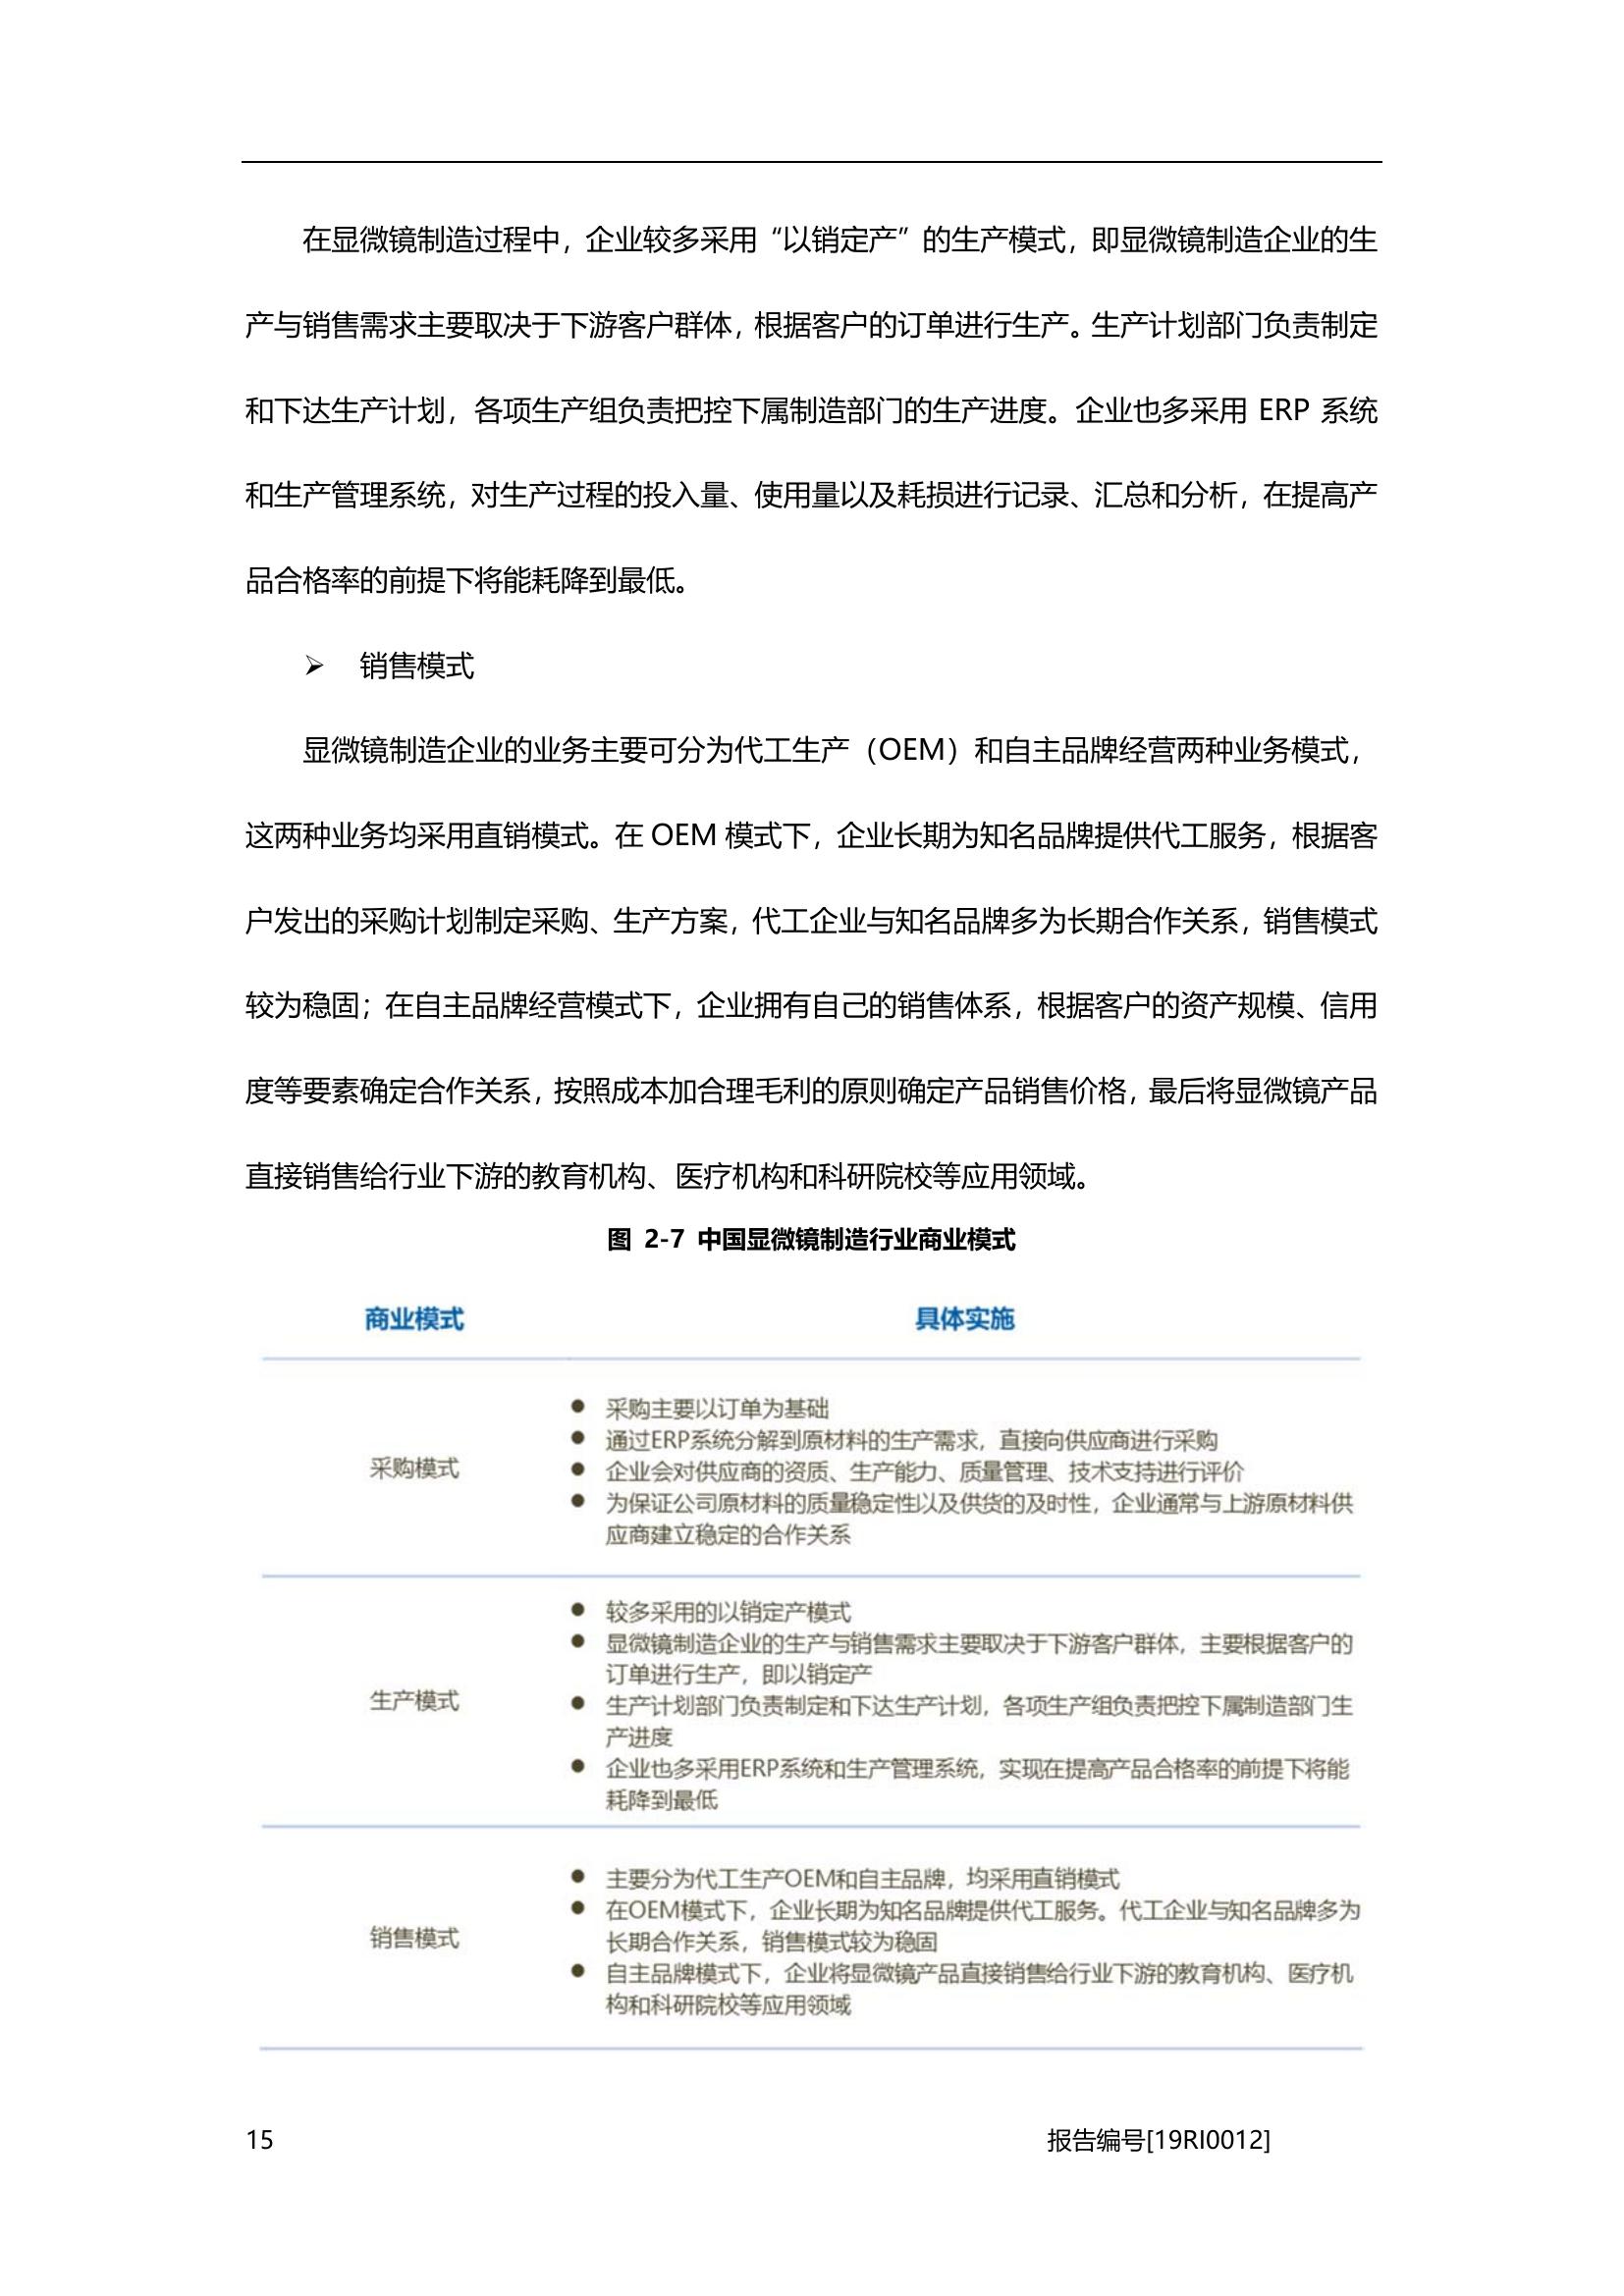 在显微镜制造过程中，企业较多采用“以销定产”的生产模式，即显微镜制造企业的生
产与销售需求主要取决于下游客户群体，根据客户的订单进行生产。生产计划部门负责制定
和下达生产计划，各项生产组负责把控下属制造部门的生产进度。企业也多采用 ERP 系统
和生产管理系统，对生产过程的投入量、使用量以及耗损进行记录、汇总和分析，在提高产
品合格率的前提下将能耗降到最低。
➢ 销售模式
显微镜制造企业的业务主要可分为代工生产（OEM）和自主品牌经营两种业务模式，
这两种业务均采用直销模式。在 OEM 模式下，企业长期为知名品牌提供代工服务，根据客
户发出的采购计划制定采购、生产方案，代工企业与知名品牌多为长期合作关系，销售模式
较为稳固；在自主品牌经营模式下，企业拥有自己的销售体系，根据客户的资产规模、信用
度等要素确定合作关系，按照成本加合理毛利的原则确定产品销售价格，最后将显微镜产品
直接销售给行业下游的教育机构、医疗机构和科研院校等应用领域。
图 2-7 中国显微镜制造行业商业模式
商业模式 具体实施
采购模式
● 采购主要以订单为基础
● 通过ERP系统分解到原材料的生产需求，直接向供应商进行采购
● 企业会对供应商的资质、生产能力、质量管理、技术支持进行评价
● 为保证公司原材料的质量稳定性以及供货的及时性，企业通常与上游原材料供
应商建立稳定的合作关系
生产模式
● 较多采用的以销定产模式
● 显微镜制造企业的生产与销售需求主要取决于下游客户群体，主要根据客户的
订单进行生产，即以销定产
● 生产计划部门负责制定和下达生产计划，各项生产组负责把控下属制造部门生
产进度
● 企业也多采用ERP系统和生产管理系统，实现在提高产品合格率的前提下将能
耗降到最低
销售模式
● 主要分为代工生产OEM和自主品牌，均采用直销模式
● 在OEM模式下，企业长期为知名品牌提供代工服务。代工企业与知名品牌多为
长期合作关系，销售模式较为稳固
● 自主品牌模式下，企业将显微镜产品直接销售给行业下游的教育机构、医疗机
构和科研院校等应用领域
15 报告编号[19RI0012]